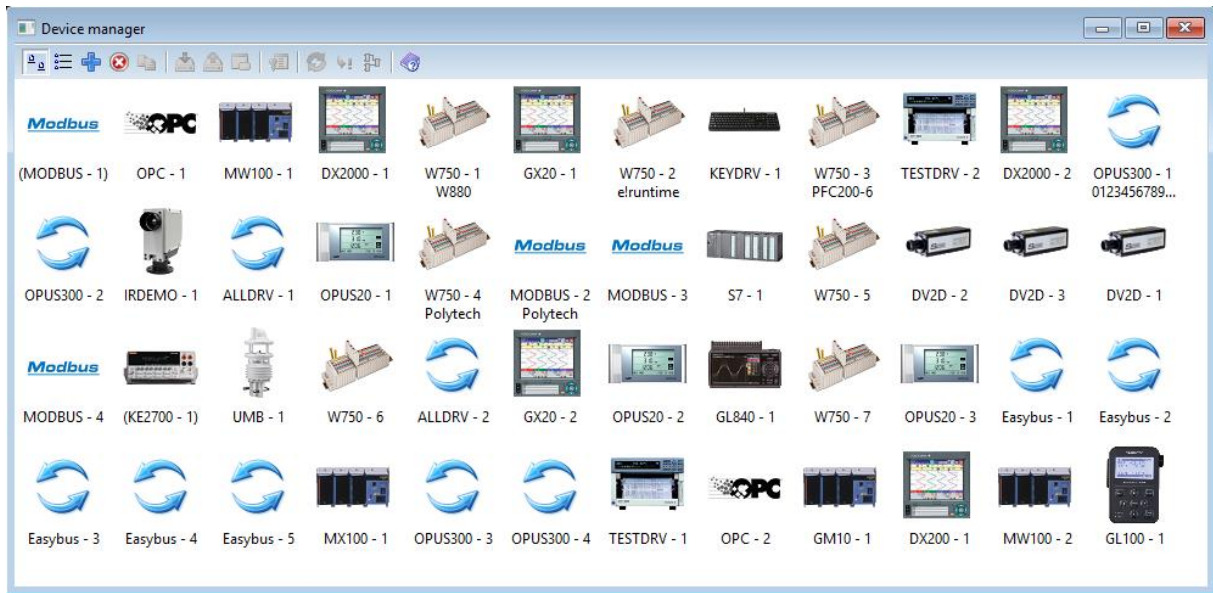 Device manager
Modbus
OPC
(MODBUS - 1)
OPC - 1
MW100 - 1
DX2000 - 1
W750 - 1
W880
GX20 - 1
W750 - 2
e!runtime
KEYDRV - 1
W750 - 3
PFC200-6
TESTDRV - 2
DX2000 - 2
OPUS300 - 1
0123456789...
Modbus
Modbus
OPUS300 - 2
IRDEMO - 1
ALLDRV - 1
OPUS20 - 1
W750 - 4
Polytech
MODBUS - 2
Polytech
MODBUS - 3
S7 - 1
W750 - 5
DV2D - 2
DV2D - 3
DV2D - 1
Modbus
MODBUS - 4
(KE2700 - 1)
UMB - 1
W750 - 6
ALLDRV - 2
GX20 - 2
OPUS20 - 2
GL840 - 1
W750 - 7
OPUS20 - 3
Easybus - 1
Easybus - 2
OPC
Easybus - 3
Easybus - 4
Easybus - 5
MX100 - 1
OPUS300 - 3
OPUS300 - 4
TESTDRV - 1
OPC - 2
GM10 - 1
DX200 - 1
MW100 - 2
GL100 - 1